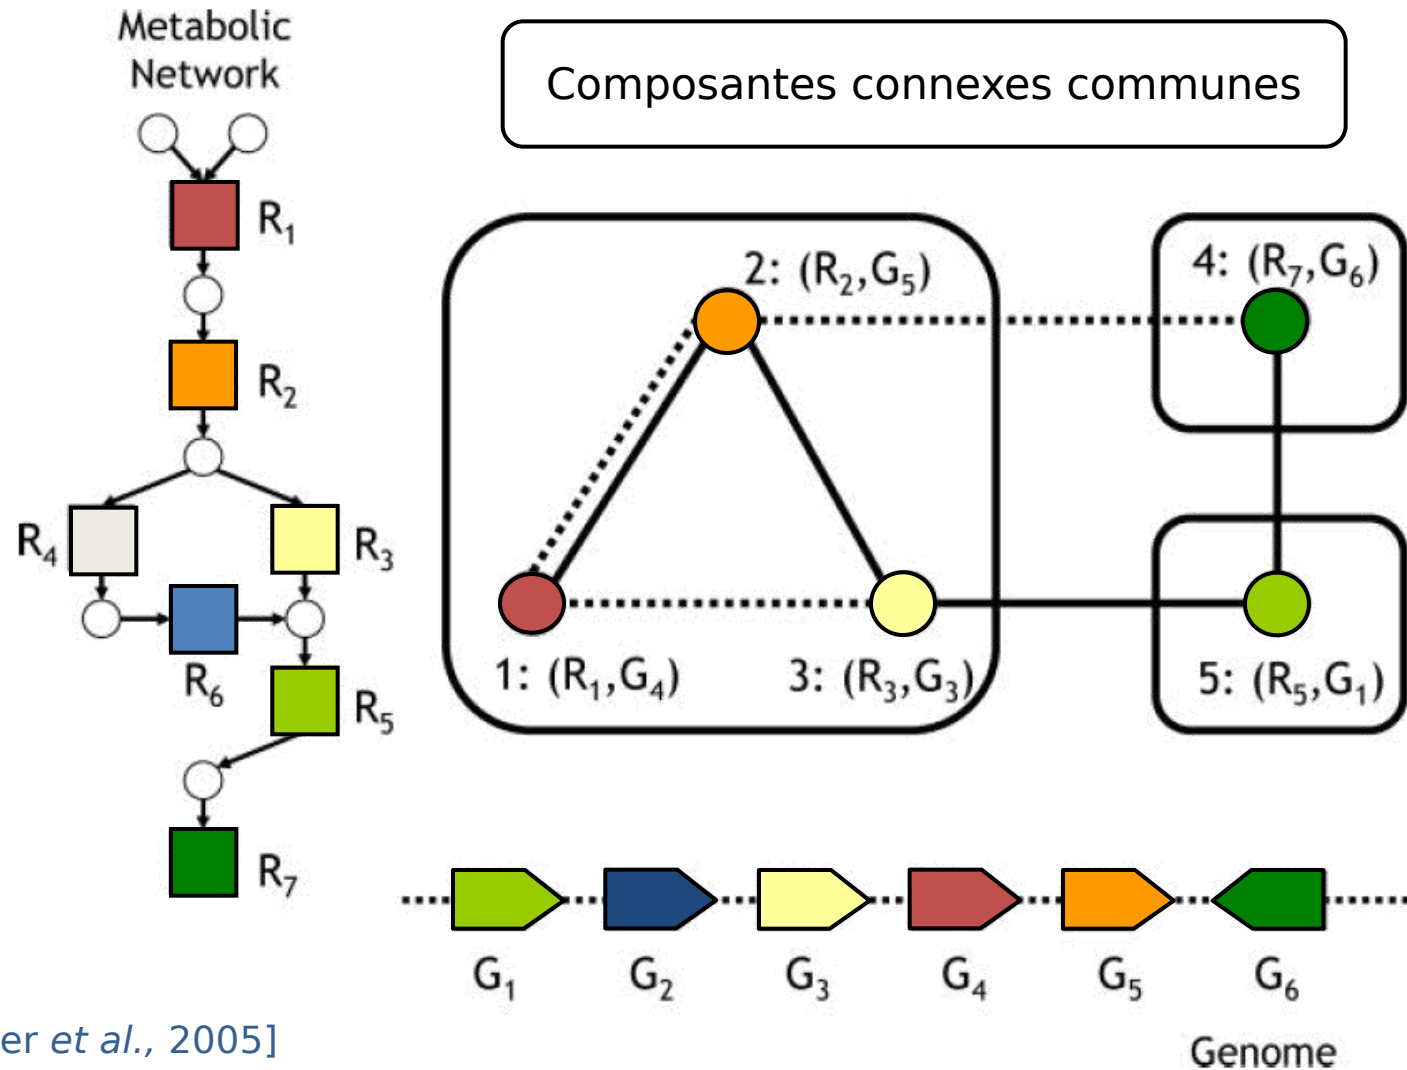 Metabolic
Network
Composantes connexes communes
R1
R2
R4
R3
R6
R5
R7
2: (R2,G5)
4: (R7,G6)
1: (R1,G4)
3: (R3,G3)
5: (R5,G1)
G1
G2
G3
G4
G5
G6
Genome
er et al., 2005]